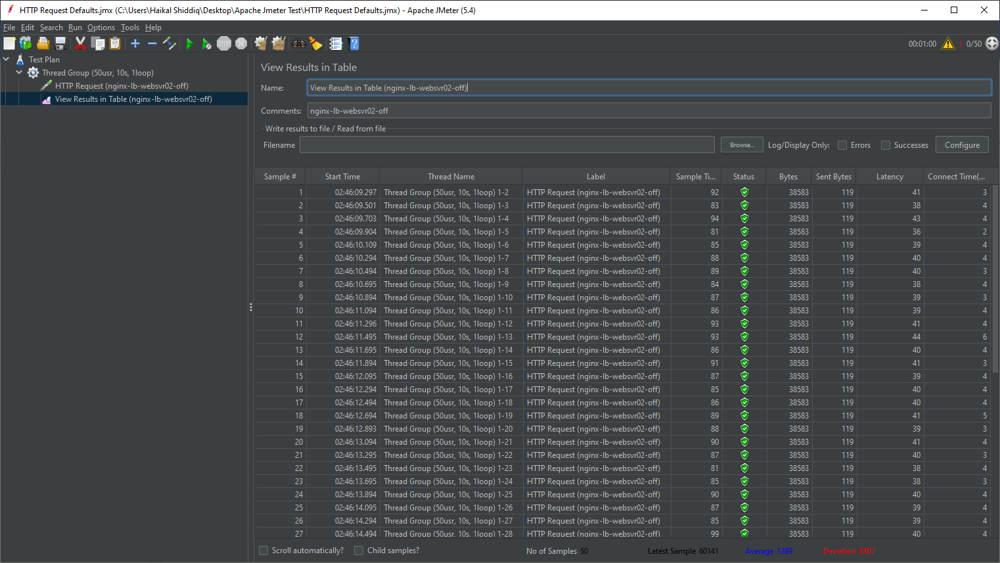 HTTP Request Defaults.jmx (C:\Users\Haikal Shiddiq\Desktop\Apache Jmeter Test\HTTP Request Defaults.jmx) - Apache JMeter (5.4)
File Edit Search Run Options Tools Help
00:01:00 1 0/50
Test Plan
Thread Group (50usr, 10s, 1loop)
HTTP Request (nginx-lb-websvr02-off)
View Results in Table (nginx-lb-websvr02-off)
View Results in Table
Name: View Results in Table (nginx-lb-websvr02-off)
Comments: nginx-lb-websvr02-off
Write results to file / Read from file
Filename Browse... Log/Display Only: Errors Successes Configure
Sample # Start Time Thread Name Label Sample Ti... Status Bytes Sent Bytes Latency Connect Time(...
1 02:46:09.297 Thread Group (50usr, 10s, 1loop) 1-2 HTTP Request (nginx-lb-websvr02-off) 92 38583 119 41 3
2 02:46:09.501 Thread Group (50usr, 10s, 1loop) 1-3 HTTP Request (nginx-lb-websvr02-off) 83 38583 119 38 4
3 02:46:09.703 Thread Group (50usr, 10s, 1loop) 1-4 HTTP Request (nginx-lb-websvr02-off) 94 38583 119 43 4
4 02:46:09.904 Thread Group (50usr, 10s, 1loop) 1-5 HTTP Request (nginx-lb-websvr02-off) 81 38583 119 36 2
5 02:46:10.109 Thread Group (50usr, 10s, 1loop) 1-6 HTTP Request (nginx-lb-websvr02-off) 85 38583 119 39 4
6 02:46:10.294 Thread Group (50usr, 10s, 1loop) 1-7 HTTP Request (nginx-lb-websvr02-off) 88 38583 119 40 4
7 02:46:10.494 Thread Group (50usr, 10s, 1loop) 1-8 HTTP Request (nginx-lb-websvr02-off) 89 38583 119 40 3
8 02:46:10.695 Thread Group (50usr, 10s, 1loop) 1-9 HTTP Request (nginx-lb-websvr02-off) 84 38583 119 38 4
9 02:46:10.894 Thread Group (50usr, 10s, 1loop) 1-10 HTTP Request (nginx-lb-websvr02-off) 87 38583 119 39 3
10 02:46:11.094 Thread Group (50usr, 10s, 1loop) 1-11 HTTP Request (nginx-lb-websvr02-off) 86 38583 119 39 4
11 02:46:11.296 Thread Group (50usr, 10s, 1loop) 1-12 HTTP Request (nginx-lb-websvr02-off) 93 38583 119 41 4
12 02:46:11.495 Thread Group (50usr, 10s, 1loop) 1-13 HTTP Request (nginx-lb-websvr02-off) 93 38583 119 44 6
13 02:46:11.695 Thread Group (50usr, 10s, 1loop) 1-14 HTTP Request (nginx-lb-websvr02-off) 86 38583 119 40 4
14 02:46:11.894 Thread Group (50usr, 10s, 1loop) 1-15 HTTP Request (nginx-lb-websvr02-off) 91 38583 119 41 3
15 02:46:12.095 Thread Group (50usr, 10s, 1loop) 1-16 HTTP Request (nginx-lb-websvr02-off) 87 38583 119 39 4
16 02:46:12.294 Thread Group (50usr, 10s, 1loop) 1-17 HTTP Request (nginx-lb-websvr02-off) 85 38583 119 40 4
17 02:46:12.494 Thread Group (50usr, 10s, 1loop) 1-18 HTTP Request (nginx-lb-websvr02-off) 86 38583 119 40 4
18 02:46:12.694 Thread Group (50usr, 10s, 1loop) 1-19 HTTP Request (nginx-lb-websvr02-off) 89 38583 119 41 5
19 02:46:12.893 Thread Group (50usr, 10s, 1loop) 1-20 HTTP Request (nginx-lb-websvr02-off) 88 38583 119 39 3
20 02:46:13.094 Thread Group (50usr, 10s, 1loop) 1-21 HTTP Request (nginx-lb-websvr02-off) 90 38583 119 41 4
21 02:46:13.295 Thread Group (50usr, 10s, 1loop) 1-22 HTTP Request (nginx-lb-websvr02-off) 87 38583 119 40 3
22 02:46:13.495 Thread Group (50usr, 10s, 1loop) 1-23 HTTP Request (nginx-lb-websvr02-off) 81 38583 119 38 4
23 02:46:13.695 Thread Group (50usr, 10s, 1loop) 1-24 HTTP Request (nginx-lb-websvr02-off) 85 38583 119 38 3
24 02:46:13.894 Thread Group (50usr, 10s, 1loop) 1-25 HTTP Request (nginx-lb-websvr02-off) 90 38583 119 40 4
25 02:46:14.095 Thread Group (50usr, 10s, 1loop) 1-26 HTTP Request (nginx-lb-websvr02-off) 87 38583 119 39 4
26 02:46:14.294 Thread Group (50usr, 10s, 1loop) 1-27 HTTP Request (nginx-lb-websvr02-off) 85 38583 119 39 4
27 02:46:14.494 Thread Group (50usr, 10s, 1loop) 1-28 HTTP Request (nginx-lb-websvr02-off) 99 38583 119 40 4
Scroll automatically? Child samples? No of Samples 50 Latest Sample 60141 Average 1289 Deviation 8407